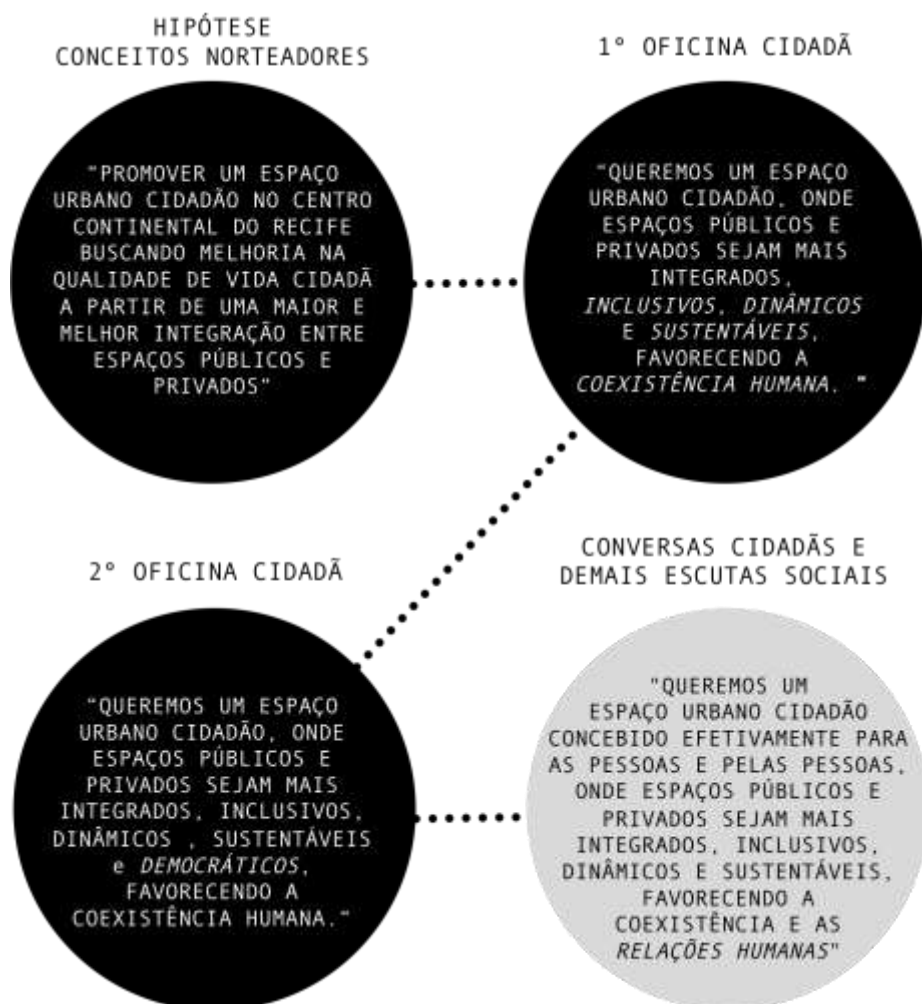 HIPÓTESE
CONCEITOS NORTEADORES
"PROMOVER UM ESPAÇO
URBANO CIDADÃO NO CENTRO
CONTINENTAL DO RECIFE
BUSCANDO MELHORIA NA
QUALIDADE DE VIDA CIDADÃ
A PARTIR DE UMA MAIOR E
MELHOR INTEGRAÇÃO ENTRE
ESPAÇOS PÚBLICOS E
PRIVADOS"
1° OFICINA CIDADÃ
"QUEREMOS UM ESPAÇO
URBANO CIDADÃO, ONDE
ESPAÇOS PÚBLICOS E
PRIVADOS SEJAM MAIS
INTEGRADOS,
INCLUSIVOS, DINÂMICOS
E SUSTENTÁVEIS,
FAVORECENDO A
COEXISTÊNCIA HUMANA. "
2° OFICINA CIDADÃ
"QUEREMOS UM ESPAÇO
URBANO CIDADÃO, ONDE
ESPAÇOS PÚBLICOS E
PRIVADOS SEJAM MAIS
INTEGRADOS, INCLUSIVOS,
DINÂMICOS , SUSTENTÁVEIS
e DEMOCRÁTICOS,
FAVORECENDO A
COEXISTÊNCIA HUMANA."
CONVERSAS CIDADÃS E
DEMAIS ESCUTAS SOCIAIS
"QUEREMOS UM
ESPAÇO URBANO CIDADÃO
CONCEBIDO EFETIVAMENTE PARA
AS PESSOAS E PELAS PESSOAS,
ONDE ESPAÇOS PÚBLICOS E
PRIVADOS SEJAM MAIS
INTEGRADOS, INCLUSIVOS,
DINÂMICOS E SUSTENTÁVEIS,
FAVORECENDO A
COEXISTÊNCIA E AS
RELAÇÕES HUMANAS"